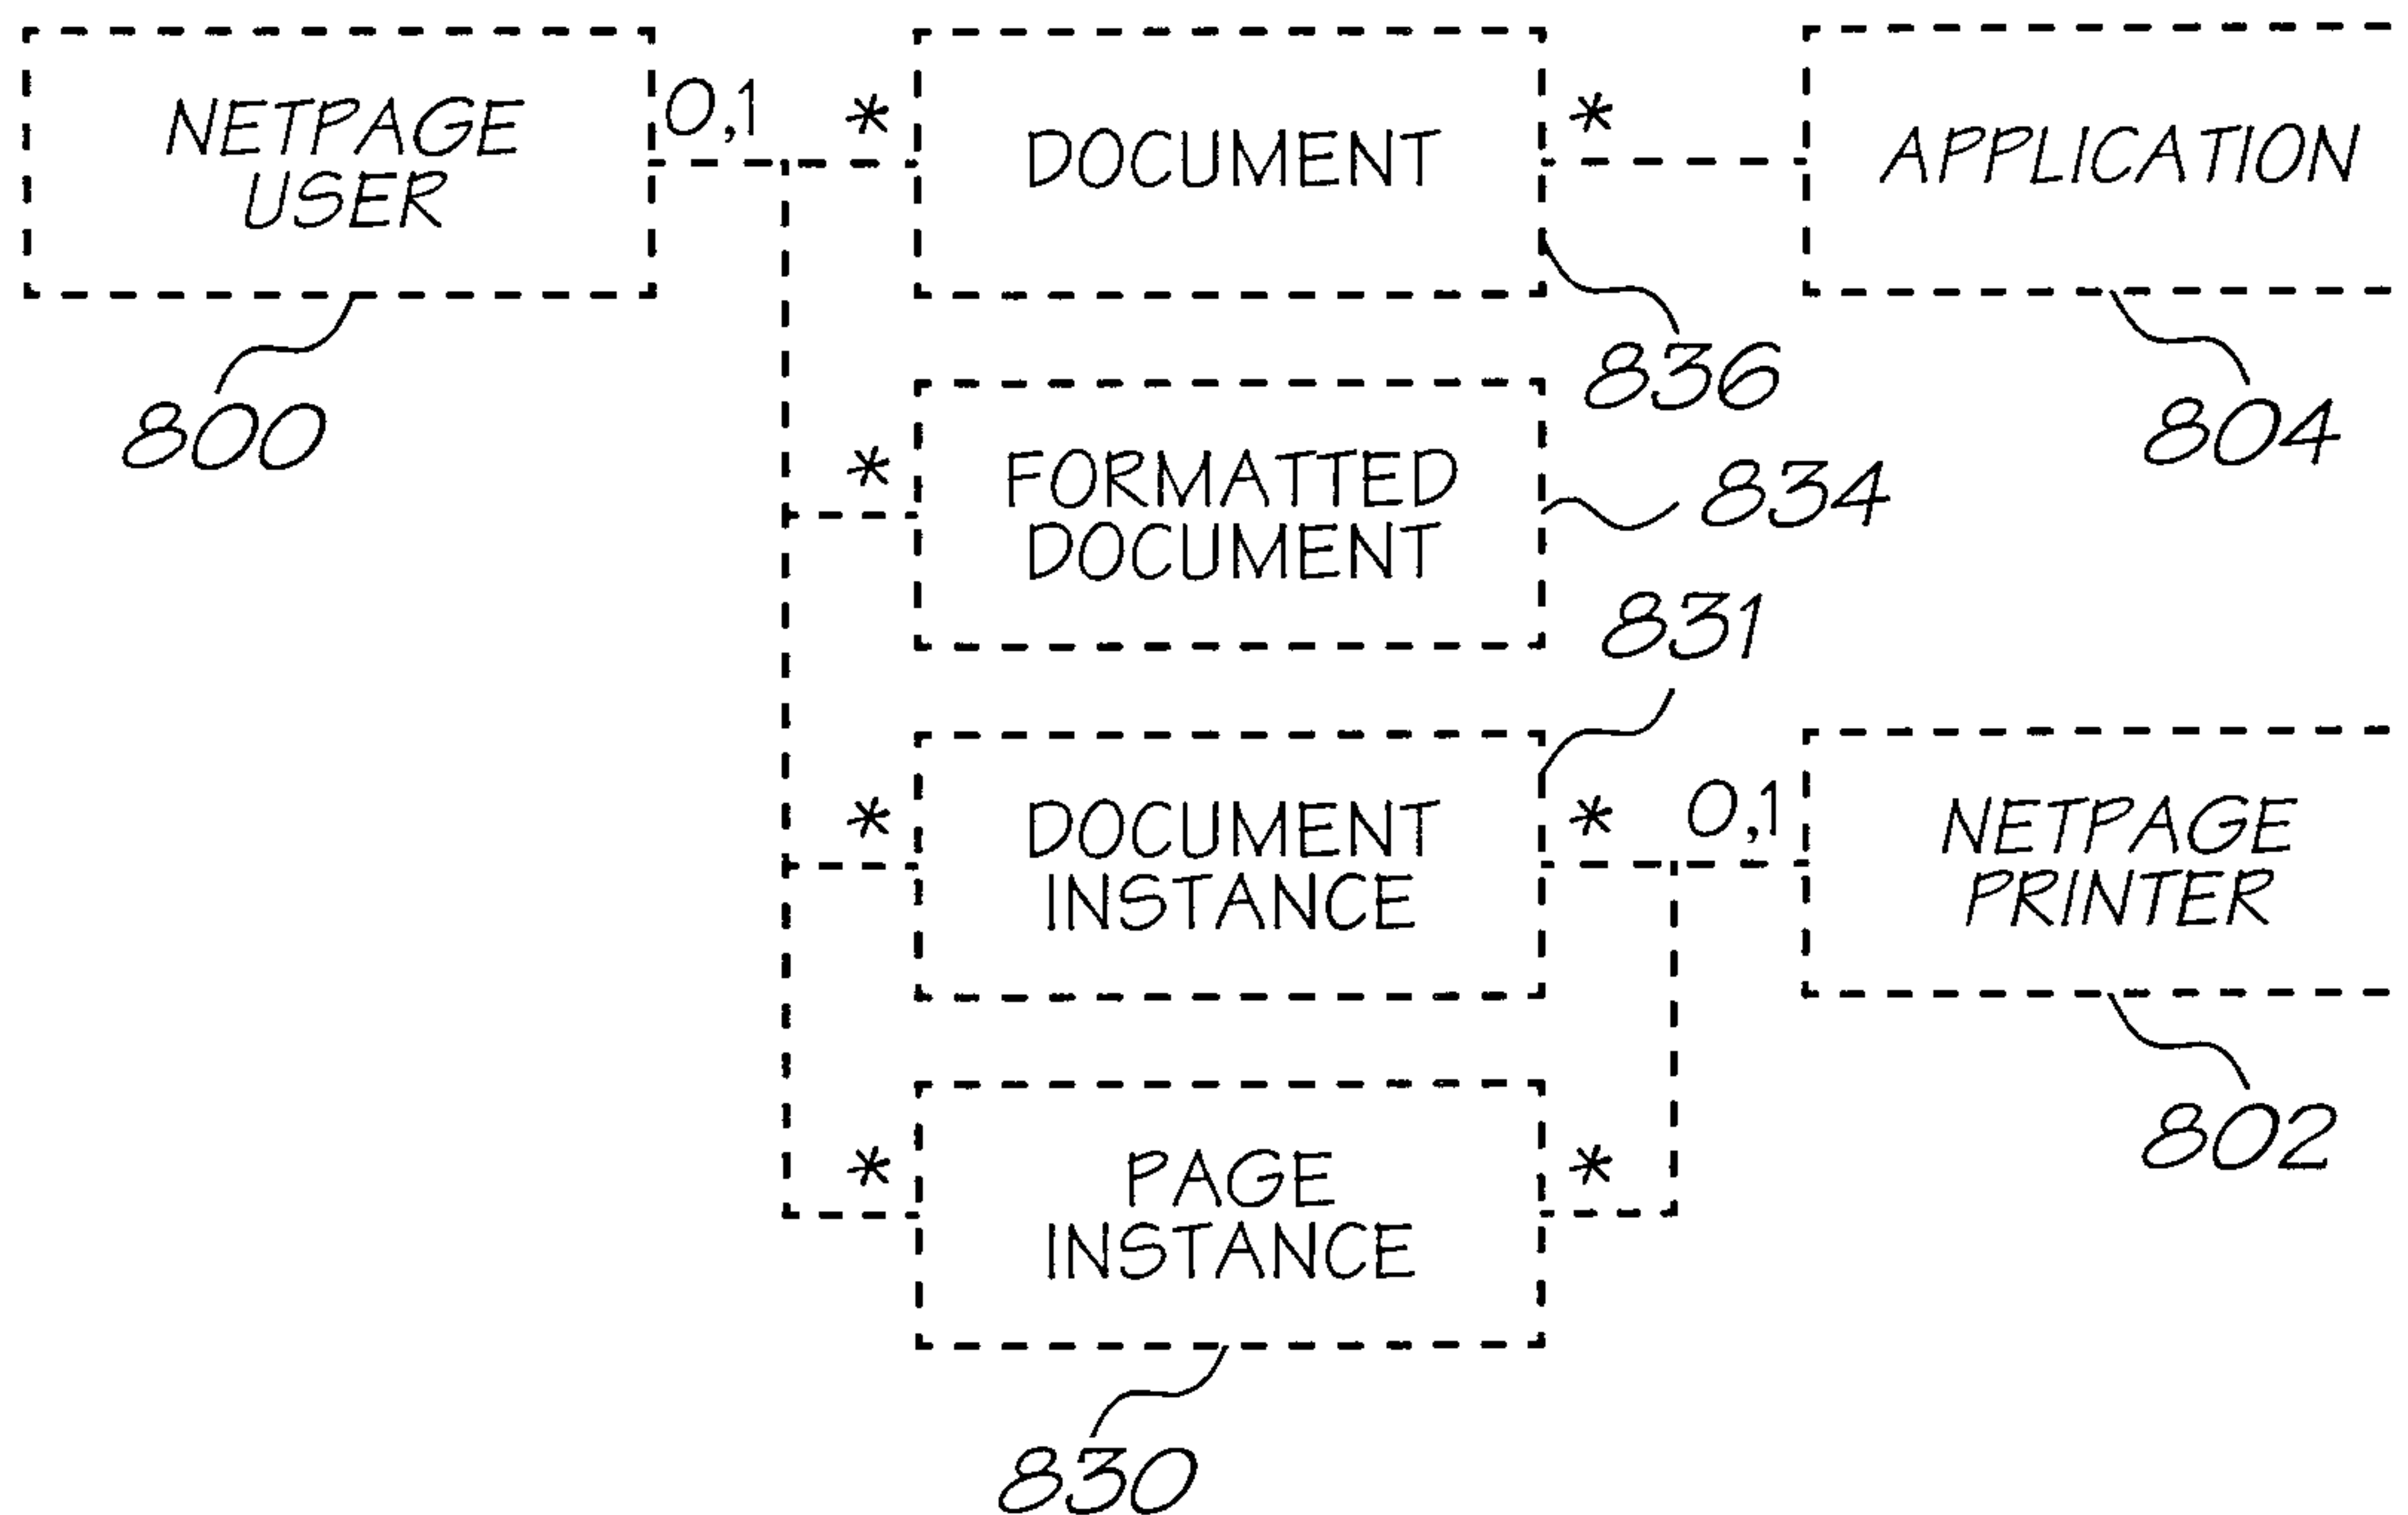 NETPAGE
USER
0,1
*
DOCUMENT
*
APPLICATION
800
836
804
*
FORMATTED
DOCUMENT
834
831
*
DOCUMENT
INSTANCE
*
0,1
NETPAGE
PRINTER
802
*
PAGE
INSTANCE
*
830